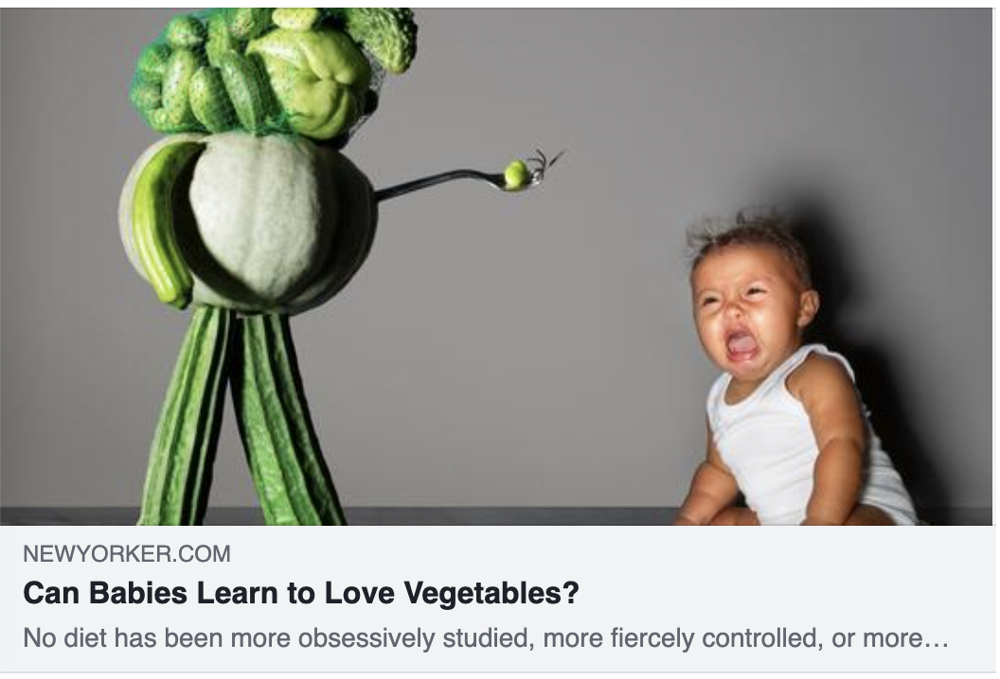 NEWYORKER.COM
Can Babies Learn to Love Vegetables?
No diet has been more obsessively studied, more fiercely controlled, or more…